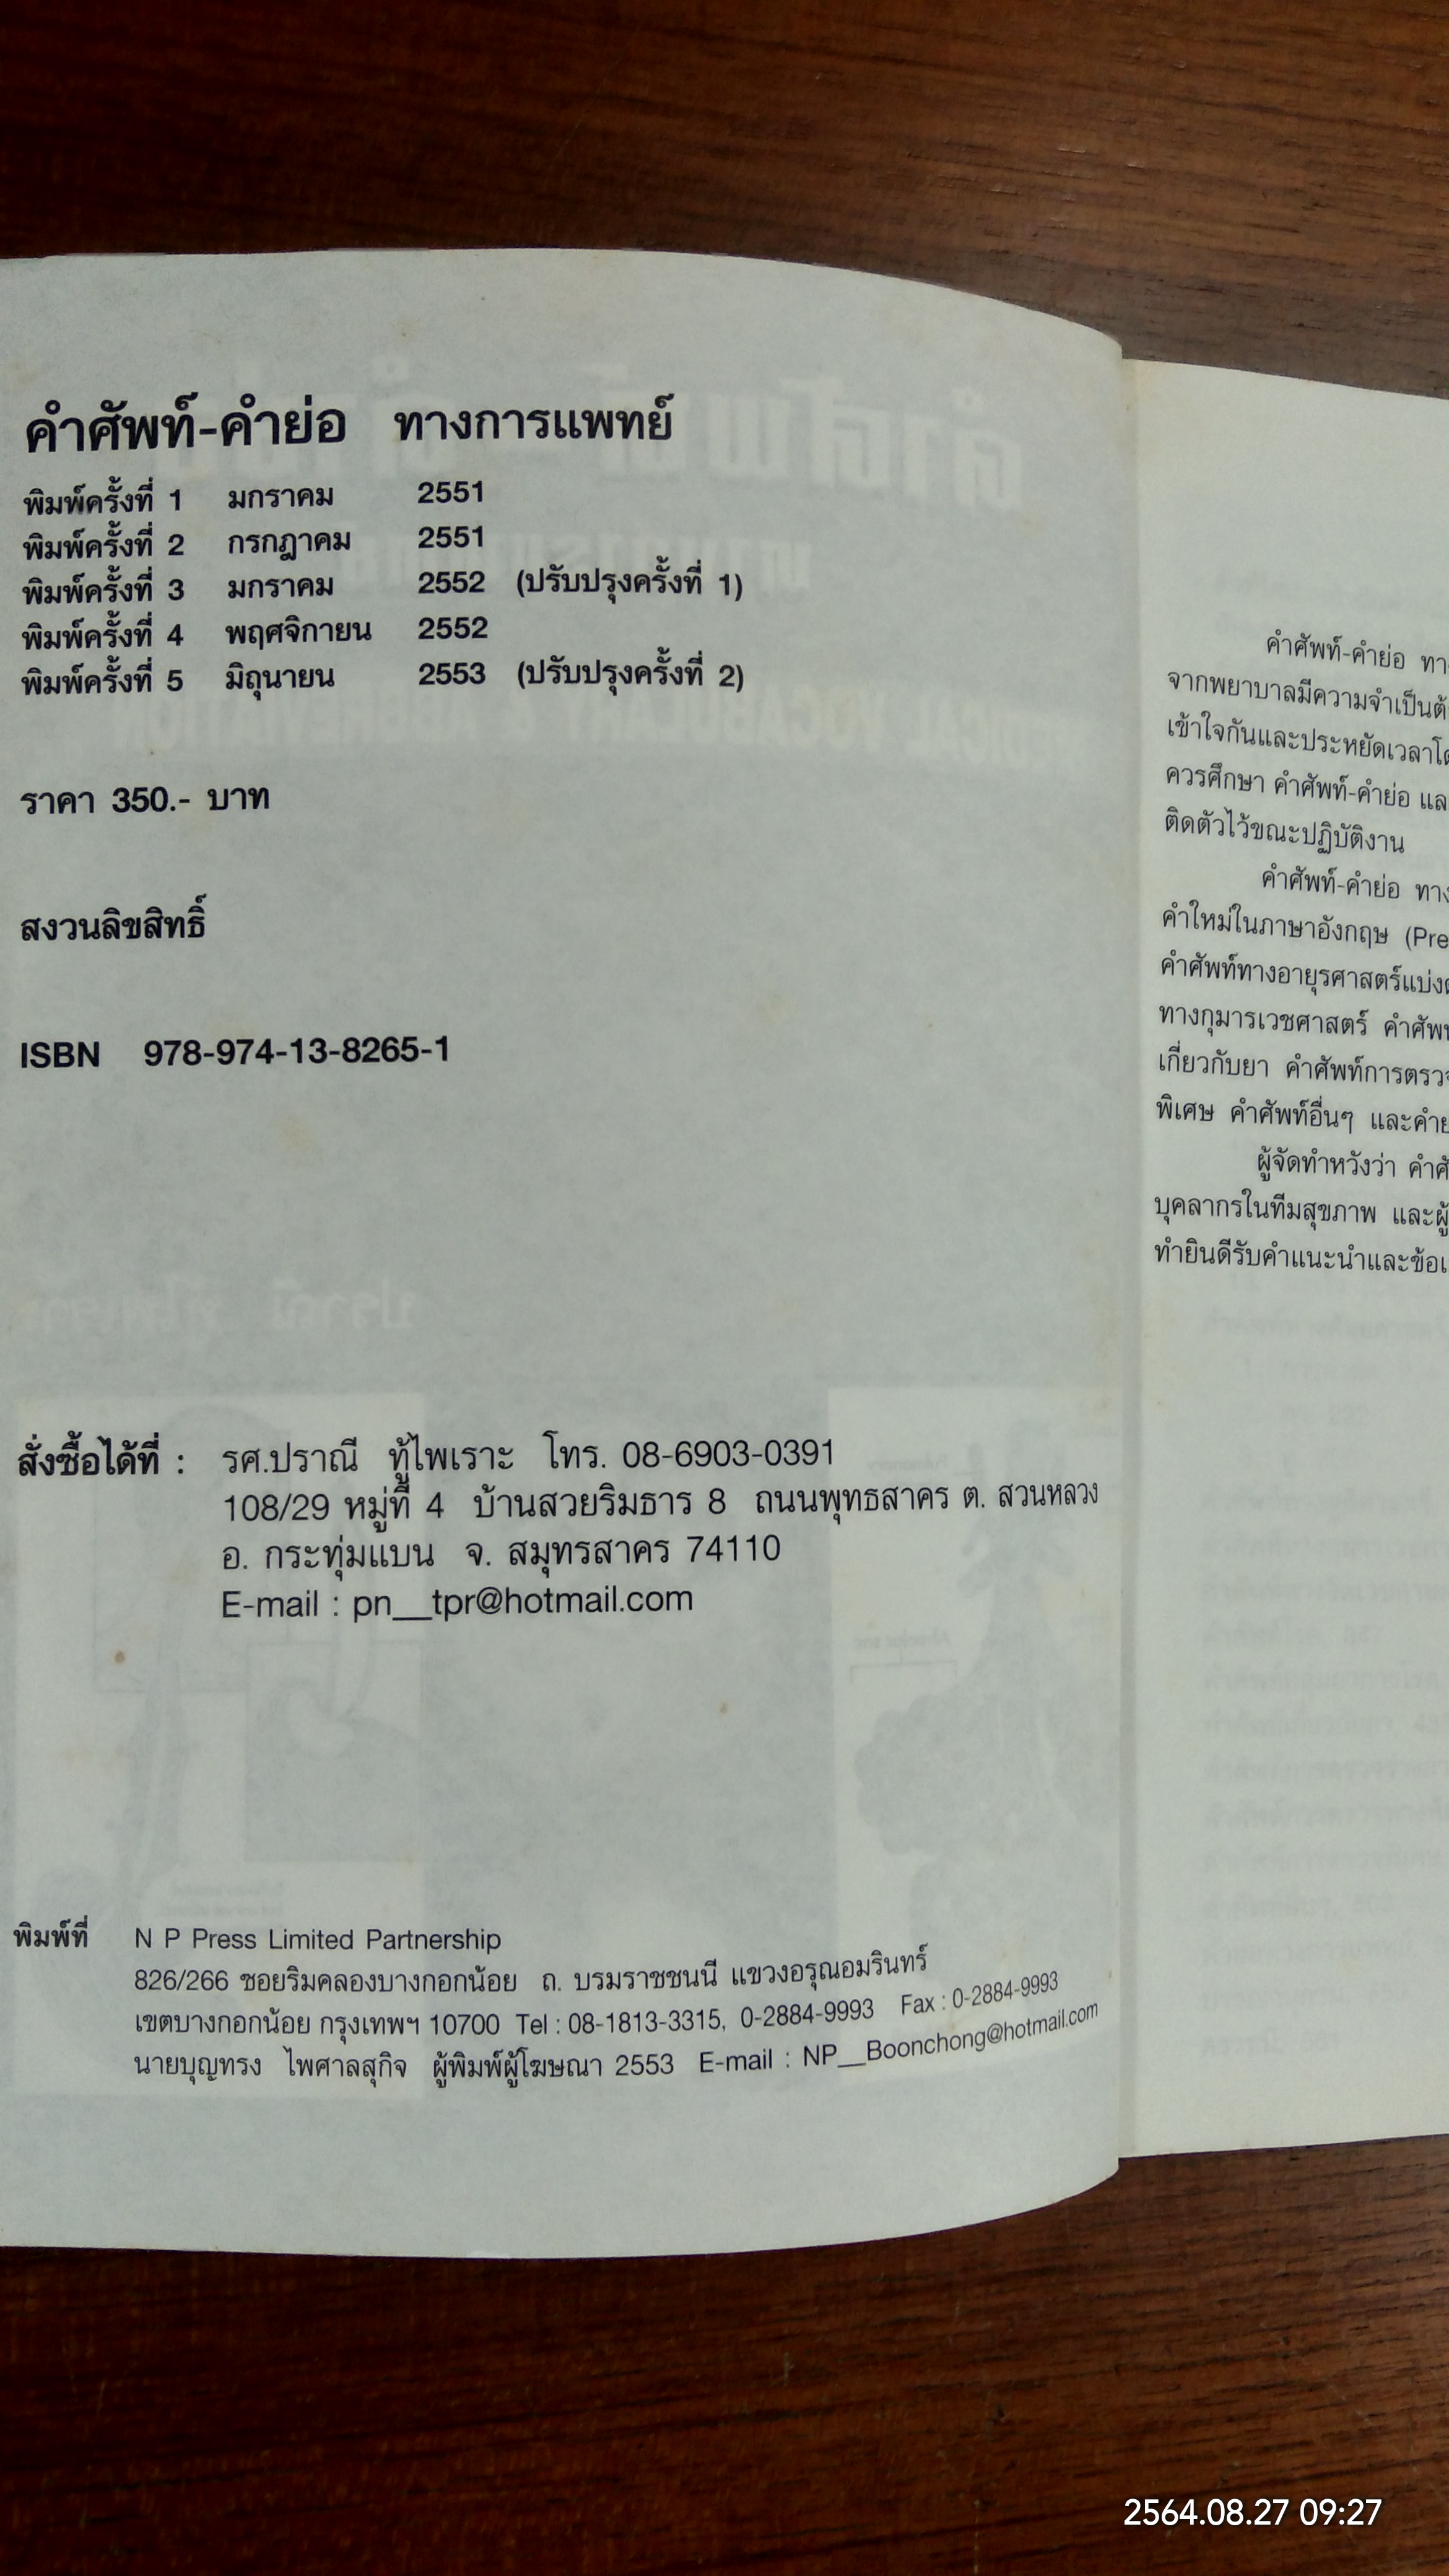 คำศัพท์-คำย่อ ทางการแพทย์
พิมพ์ครั้งที่ 1 มกราคม 2551
พิมพ์ครั้งที่ 2 กรกฎาคม 2551
พิมพ์ครั้งที่ 3 มกราคม 2552 (ปรับปรุงครั้งที่ 1)
พิมพ์ครั้งที่ 4 พฤศจิกายน 2552
พิมพ์ครั้งที่ 5 มิถุนายน 2553 (ปรับปรุงครั้งที่ 2)
ราคา 350.- บาท
สงวนลิขสิทธิ์
ISBN 978-974-13-8265-1
สั่งซื้อได้ที่ : รศ.ปราณี ทู้ไพเราะ โทร. 08-6903-0391
108/29 หมู่ที่ 4 บ้านสวยริมธาร 8 ถนนพุทธสาคร ต. สวนหลวง
อ. กระทุ่มแบน จ. สมุทรสาคร 74110
E-mail : pn__tpr@hotmail.com
พิมพ์ที่ N P Press Limited Partnership
826/266 ซอยริมคลองบางกอกน้อย ถ. บรมราชชนนี แขวงอรุณอมรินทร์
เขตบางกอกน้อย กรุงเทพฯ 10700 Tel : 08-1813-3315, 0-2884-9993 Fax : 0-2884-9993
นายบุญทรง ไพศาลสุกิจ ผู้พิมพ์ผู้โฆษณา 2553 E-mail : NP__Boonchong@hotmail.com
คำศัพท์-คำย่อ ทา
จากพยาบาลมีความจำเป็นต้
เข้าใจกันและประหยัดเวลาโด
ควรศึกษา คำศัพท์-คำย่อ แล
ติดตัวไว้ขณะปฏิบัติงาน
คำศัพท์-คำย่อ ทาง
คำใหม่ในภาษาอังกฤษ (Pre
คำศัพท์ทางอายุรศาสตร์แบ่ง
ทางกุมารเวชศาสตร์ คำศัพ
เกี่ยวกับยา คำศัพท์การตรว
พิเศษ คำศัพท์อื่นๆ และคำย
ผู้จัดทำหวังว่า คำศั
บุคลากรในทีมสุขภาพ และผู้
ทำยินดีรับคำแนะนำและข้อเ
2564.08.27 09:27